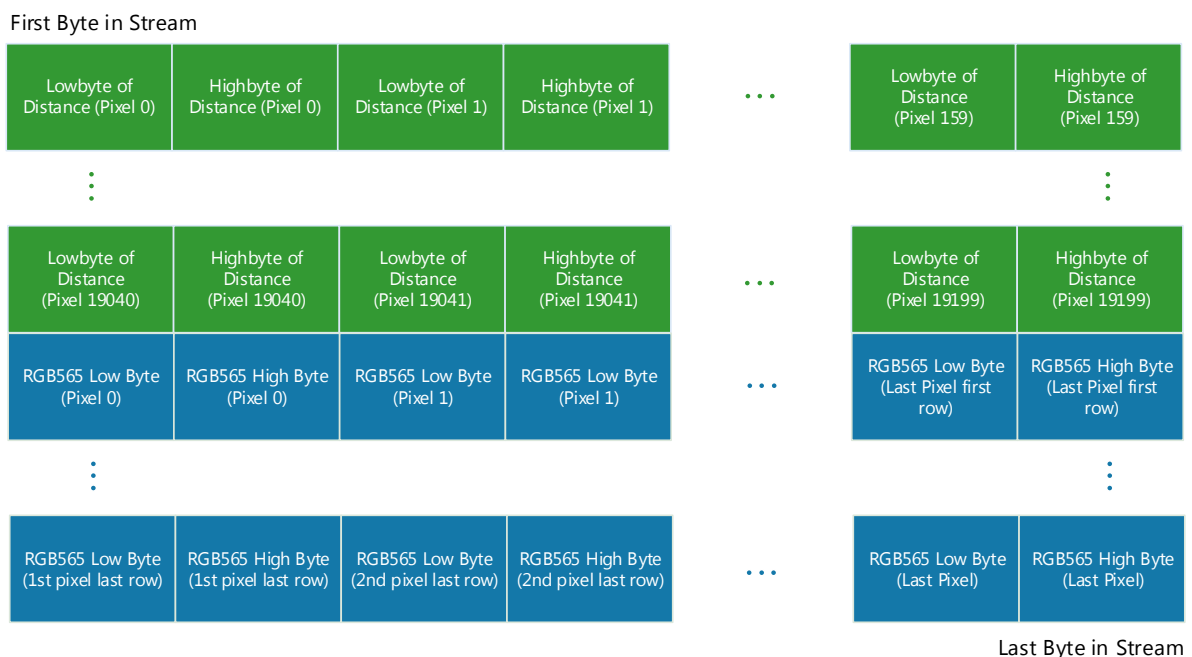 First Byte in Stream
Lowbyte of
Distance (Pixel 0)
Highbyte of
Distance (Pixel 0)
Lowbyte of
Distance (Pixel 1)
Highbyte of
Distance (Pixel 1)
...
Lowbyte of
Distance
(Pixel 159)
Highbyte of
Distance
(Pixel 159)
Lowbyte of
Distance
(Pixel 19040)
Highbyte of
Distance
(Pixel 19040)
Lowbyte of
Distance
(Pixel 19041)
Highbyte of
Distance
(Pixel 19041)
...
Lowbyte of
Distance
(Pixel 19199)
Highbyte of
Distance
(Pixel 19199)
RGB565 Low Byte
(Pixel 0)
RGB565 High Byte
(Pixel 0)
RGB565 Low Byte
(Pixel 1)
RGB565 Low Byte
(Pixel 1)
...
RGB565 Low Byte
(Last Pixel first
row)
RGB565 High Byte
(Last Pixel first
row)
RGB565 Low Byte
(1st pixel last row)
RGB565 High Byte
(1st pixel last row)
RGB565 Low Byte
(2nd pixel last row)
RGB565 High Byte
(2nd pixel last row)
...
RGB565 Low Byte
(Last Pixel)
RGB565 High Byte
(Last Pixel)
Last Byte in Stream